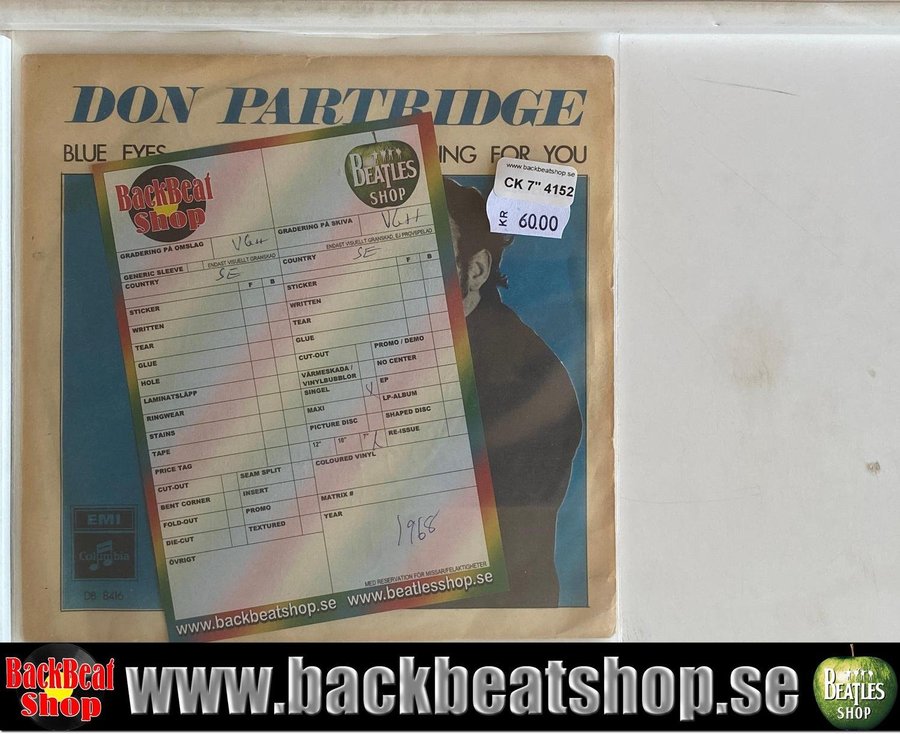 DON PARTRIDGE
BLUE EYES
ING FOR YOU
www.backbeatshop.se
CK 7" 4152
KR 60.00
BackBeat
Shop
BEATLES
SHOP
GRADERING PÅ OMSLAG VG++
GRADERING PÅ SKIVA VG++
ENDAST VISUELLT GRANSKAD
ENDAST VISUELLT GRANSKAD, EJ PROVSPELAD
GENERIC SLEEVE
COUNTRY SE
COUNTRY SE
F B
F B
STICKER
STICKER
WRITTEN
WRITTEN
TEAR
TEAR
GLUE
GLUE
HOLE
CUT-OUT
PROMO / DEMO
LAMINATSLÄPP
VÄRMESKADA /
VINYLBUBBLOR
NO CENTER
RINGWEAR
SINGEL
EP
STAINS
MAXI
LP-ALBUM
TAPE
PICTURE DISC
SHAPED DISC
PRICE TAG
12" 10" 7"
RE-ISSUE
CUT-OUT
SEAM SPLIT
COLOURED VINYL
BENT CORNER
INSERT
FOLD-OUT
PROMO
MATRIX #
DIE-CUT
TEXTURED
YEAR
1968
ÖVRIGT
MED RESERVATION FÖR MISSAR/FELAKTIGHETER
www.backbeatshop.se www.beatlesshop.se
EMI
Columbia
DB 8416
BackBeat
Shop
www.backbeatshop.se
BEATLES
SHOP